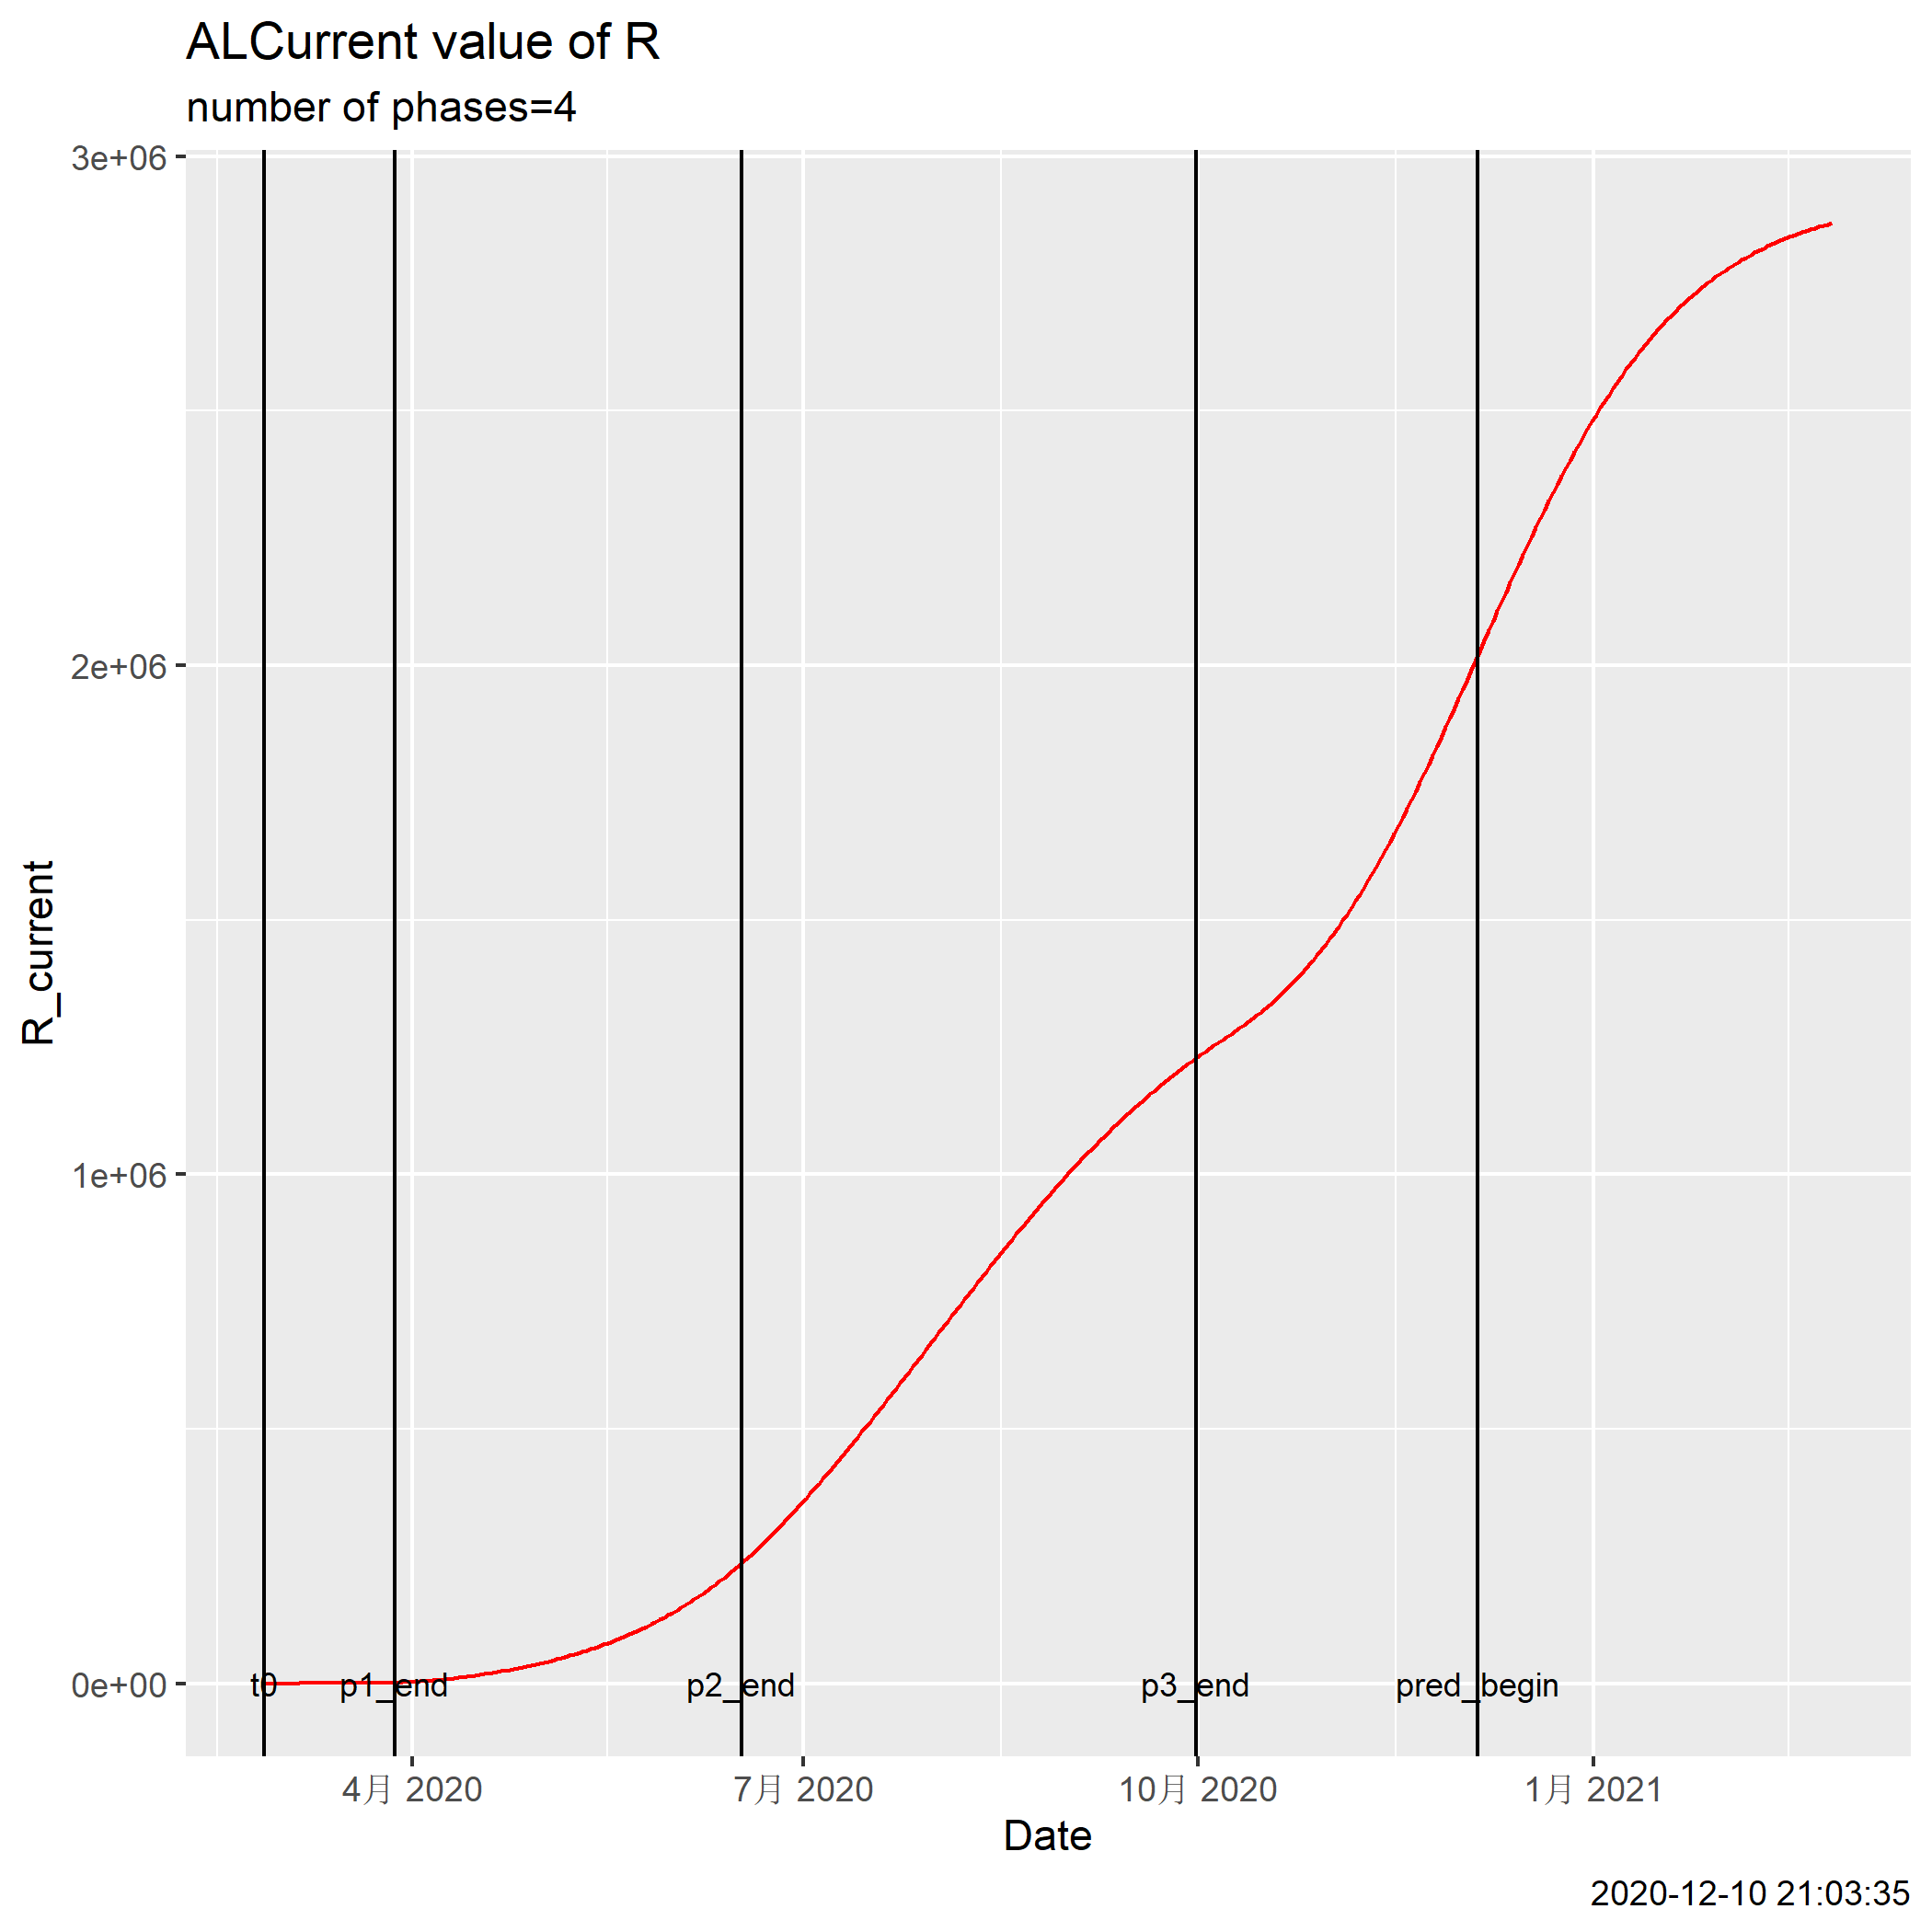 ALCurrent value of R
number of phases=4
3e+06
2e+06
1e+06
0e+00
R_current
t0
p1_end
p2_end
p3_end
pred_begin
4月 2020
7月 2020
10月 2020
1月 2021
Date
2020-12-10 21:03:35